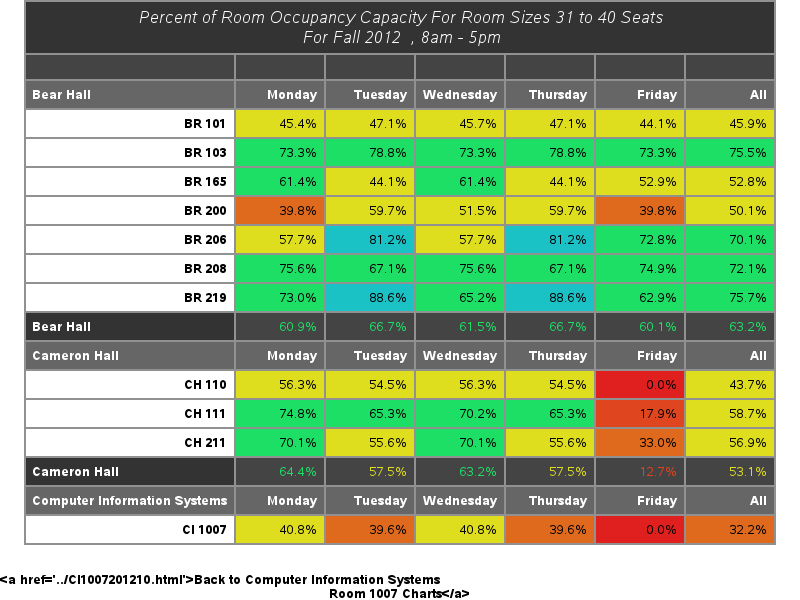 Percent of Room Occupancy Capacity For Room Sizes 31 to 40 Seats
For Fall 2012 , 8am - 5pm
Bear Hall Monday Tuesday Wednesday Thursday Friday All
BR 101 45.4% 47.1% 45.7% 47.1% 44.1% 45.9%
BR 103 73.3% 78.8% 73.3% 78.8% 73.3% 75.5%
BR 165 61.4% 44.1% 61.4% 44.1% 52.9% 52.8%
BR 200 39.8% 59.7% 51.5% 59.7% 39.8% 50.1%
BR 206 57.7% 81.2% 57.7% 81.2% 72.8% 70.1%
BR 208 75.6% 67.1% 75.6% 67.1% 74.9% 72.1%
BR 219 73.0% 88.6% 65.2% 88.6% 62.9% 75.7%
Bear Hall 60.9% 66.7% 61.5% 66.7% 60.1% 63.2%
Cameron Hall Monday Tuesday Wednesday Thursday Friday All
CH 110 56.3% 54.5% 56.3% 54.5% 0.0% 43.7%
CH 111 74.8% 65.3% 70.2% 65.3% 17.9% 58.7%
CH 211 70.1% 55.6% 70.1% 55.6% 33.0% 56.9%
Cameron Hall 64.4% 57.5% 63.2% 57.5% 12.7% 53.1%
Computer Information Systems Monday Tuesday Wednesday Thursday Friday All
CI 1007 40.8% 39.6% 40.8% 39.6% 0.0% 32.2%
<a href='../CI1007201210.html'>Back to Computer Information Systems
Room 1007 Charts</a>